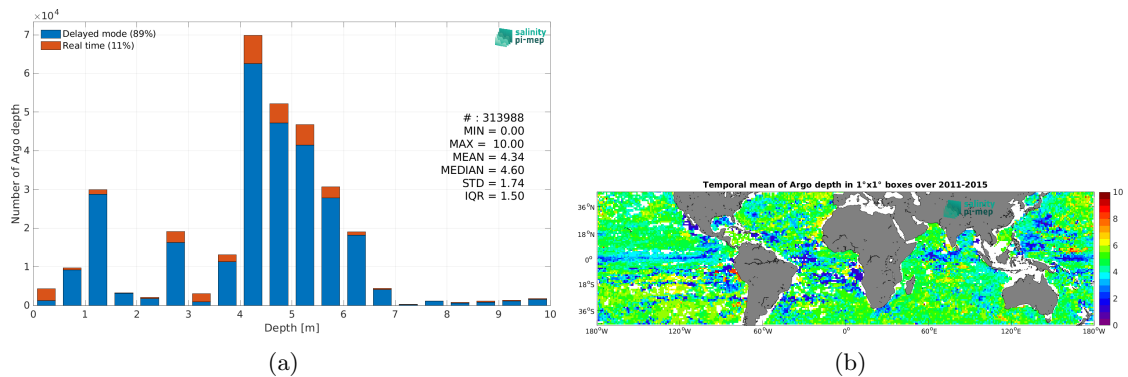 ×10⁴
Delayed mode (89%)
Real time (11%)
salinity
pi-mep
7
6
5
4
3
2
1
0
Number of Argo depth
# : 313988
MIN = 0.00
MAX = 10.00
MEAN = 4.34
MEDIAN = 4.60
STD = 1.74
IQR = 1.50
0 1 2 3 4 5 6 7 8 9 10
Depth [m]
(a)
Temporal mean of Argo depth in 1°x1° boxes over 2011-2015
salinity
pi-mep
36°N
18°N
0°
18°S
36°S
180°W 120°W 60°W 0° 60°E 120°E 180°W
10
8
6
4
2
0
(b)